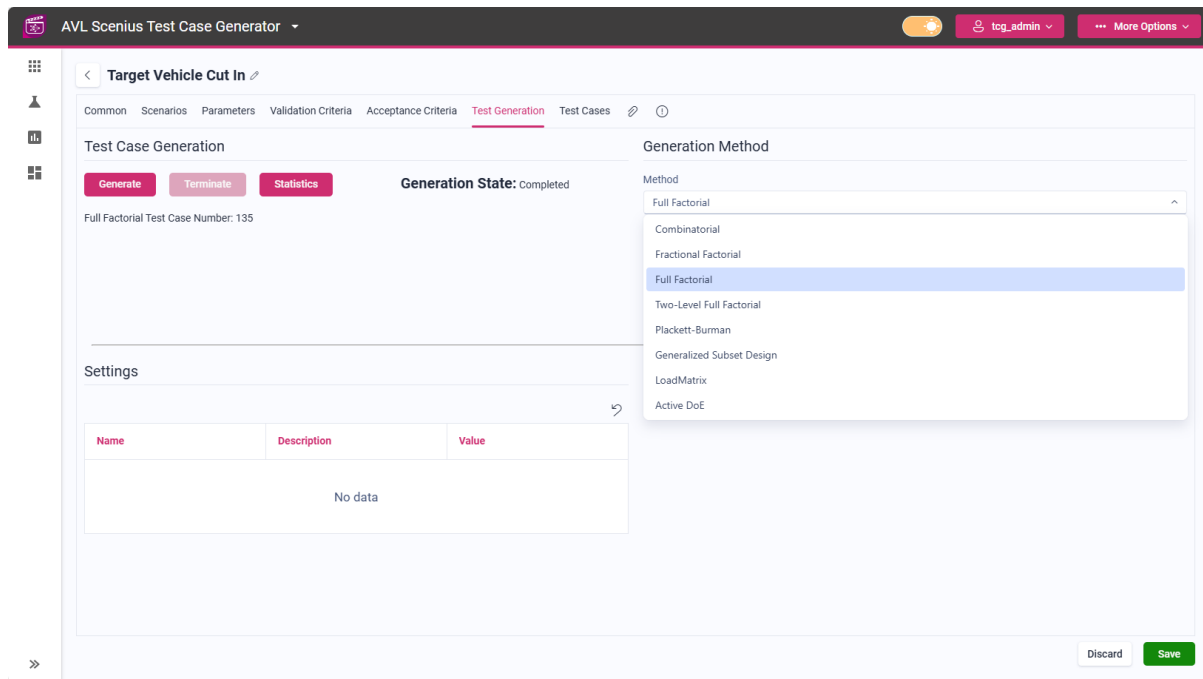 AVL Scenius Test Case Generator
tcg_admin
More Options
Target Vehicle Cut In
Common Scenarios Parameters Validation Criteria Acceptance Criteria Test Generation Test Cases
Test Case Generation
Generate Terminate Statistics Generation State: Completed
Full Factorial Test Case Number: 135
Generation Method
Method
Full Factorial
Combinatorial
Fractional Factorial
Full Factorial
Two-Level Full Factorial
Plackett-Burman
Generalized Subset Design
LoadMatrix
Active DoE
Settings
Name Description Value
No data
Discard Save